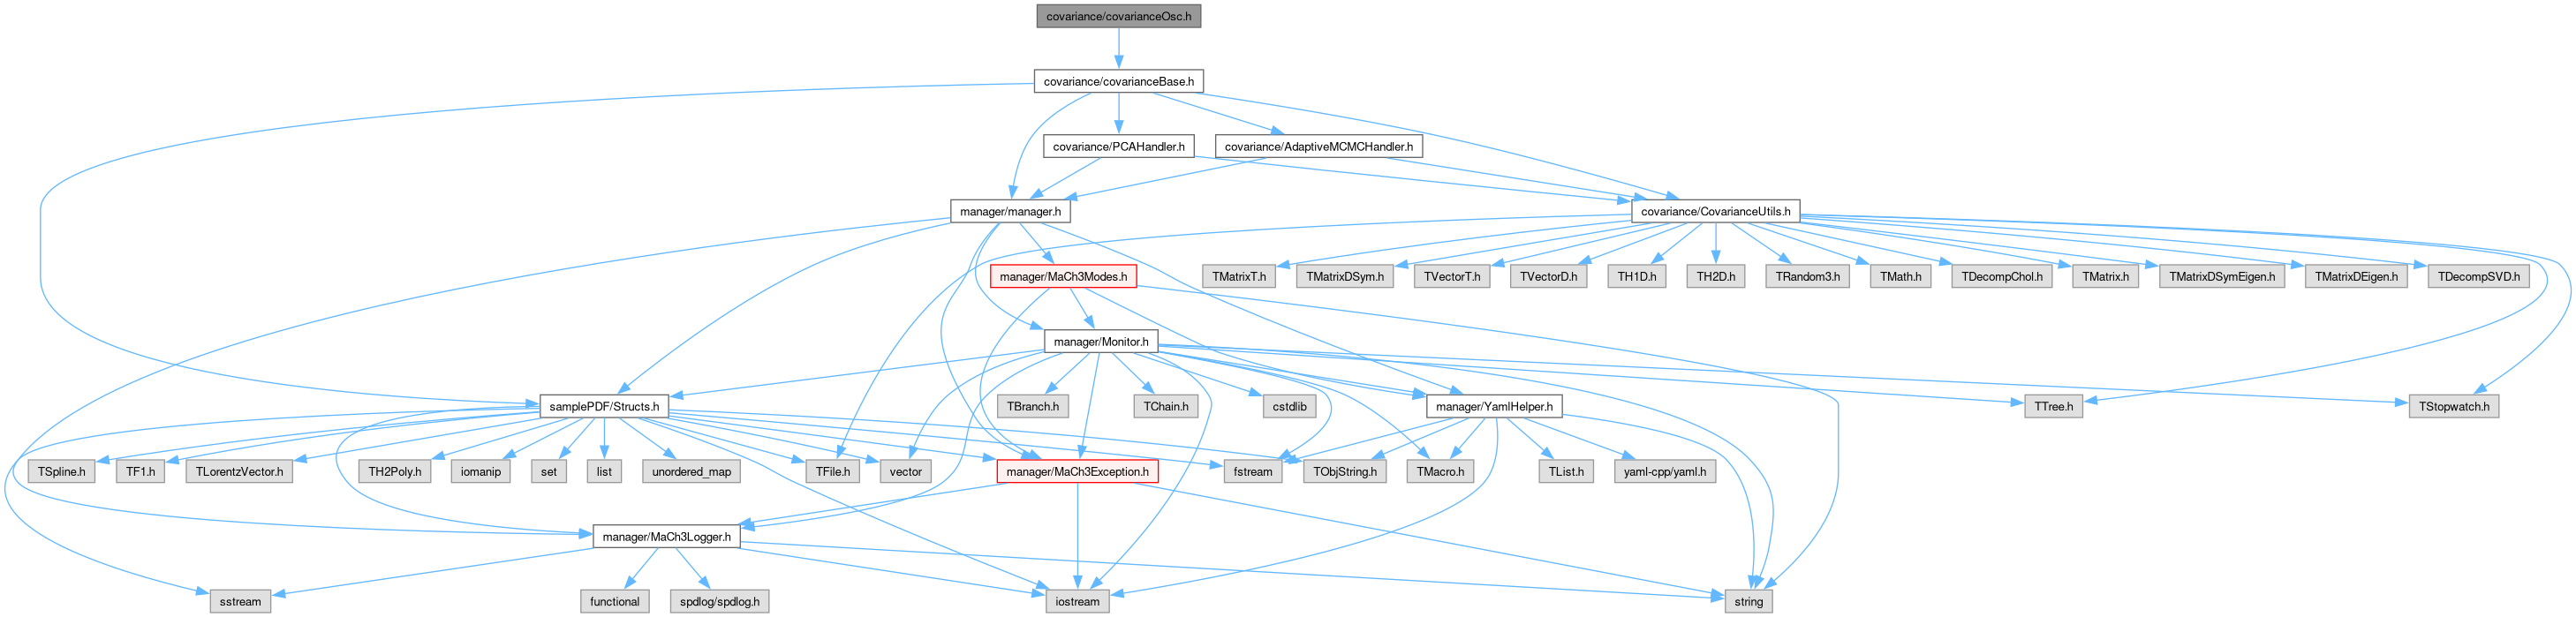 covariance/covarianceOsc.h
covariance/covarianceBase.h
covariance/PCAHandler.h
covariance/AdaptiveMCMCHandler.h
manager/manager.h
covariance/CovarianceUtils.h
manager/MaCh3Modes.h
TMatrixT.h
TMatrixDSym.h
TVectorT.h
TVectorD.h
TH1D.h
TH2D.h
TRandom3.h
TMath.h
TDecompChol.h
TMatrix.h
TMatrixDSymEigen.h
TMatrixDEigen.h
TDecompSVD.h
manager/Monitor.h
samplePDF/Structs.h
TBranch.h
TChain.h
cstdlib
manager/YamlHelper.h
TTree.h
TStopwatch.h
TSpline.h
TF1.h
TLorentzVector.h
TH2Poly.h
iomanip
set
list
unordered_map
TFile.h
vector
manager/MaCh3Exception.h
fstream
TObjString.h
TMacro.h
TList.h
yaml-cpp/yaml.h
manager/MaCh3Logger.h
sstream
functional
spdlog/spdlog.h
iostream
string